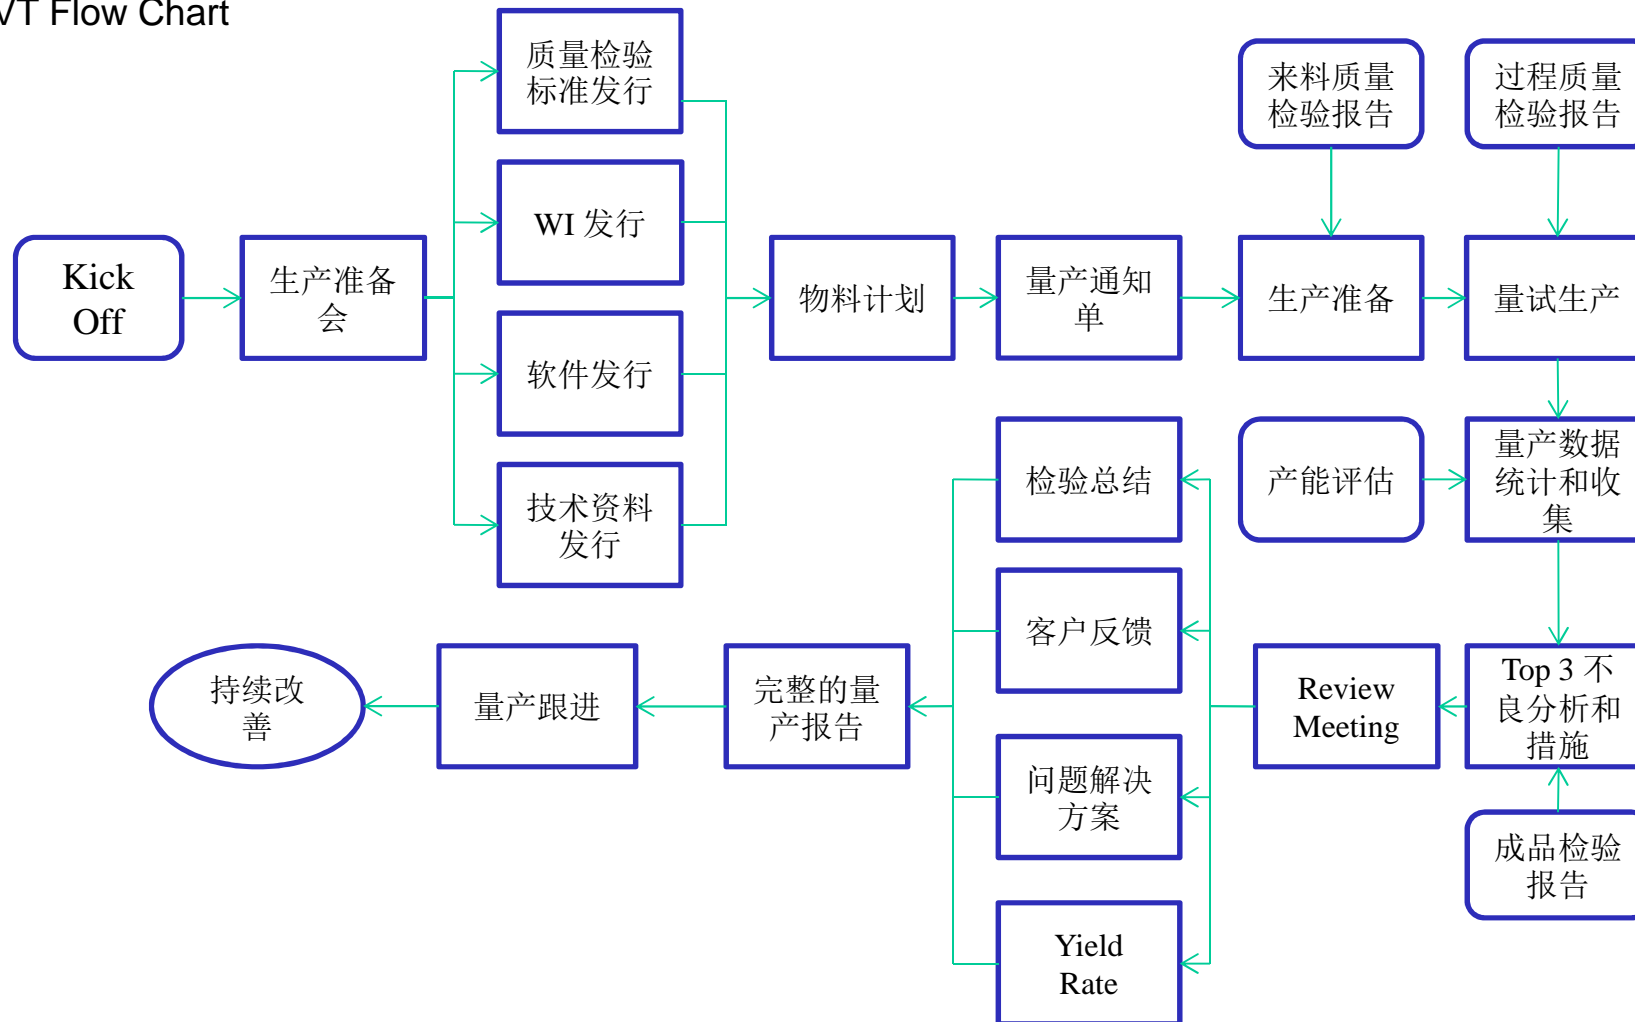 VT Flow Chart
质量检验
标准发行
来料质量
检验报告
过程质量
检验报告
WI 发行
Kick
Off
生产准备
会
物料计划
量产通知
单
生产准备
量试生产
软件发行
技术资料
发行
检验总结
产能评估
量产数据
统计和收
集
客户反馈
持续改
善
量产跟进
完整的量
产报告
Review
Meeting
Top 3 不
良分析和
措施
问题解决
方案
成品检验
报告
Yield
Rate